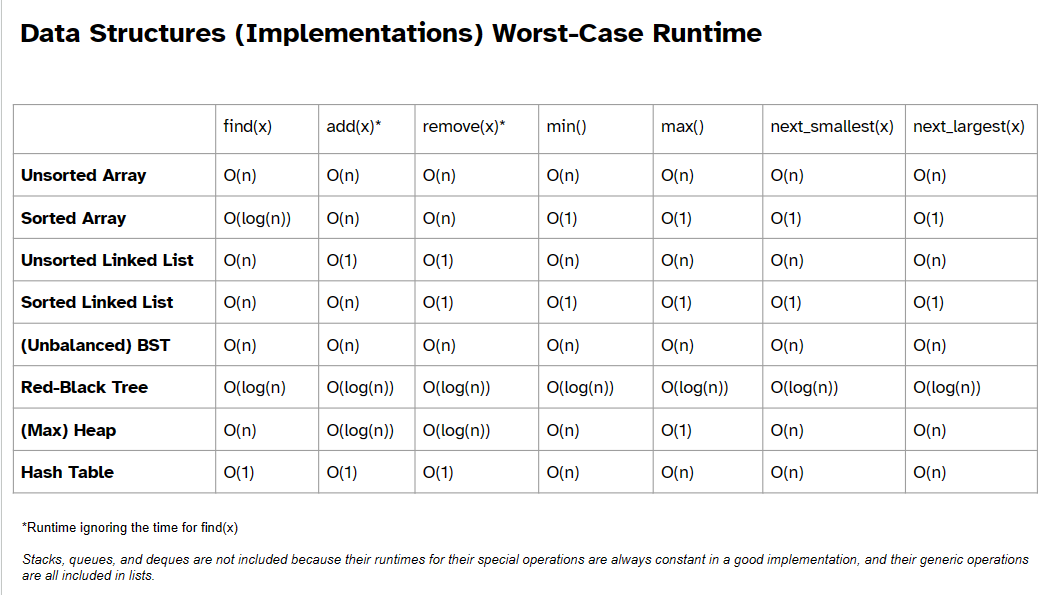 Data Structures (Implementations) Worst-Case Runtime
find(x) add(x)* remove(x)* min() max() next_smallest(x) next_largest(x)
Unsorted Array O(n) O(n) O(n) O(n) O(n) O(n) O(n)
Sorted Array O(log(n)) O(n) O(n) O(1) O(1) O(1) O(1)
Unsorted Linked List O(n) O(1) O(1) O(n) O(n) O(n) O(n)
Sorted Linked List O(n) O(n) O(1) O(1) O(1) O(1) O(1)
(Unbalanced) BST O(n) O(n) O(n) O(n) O(n) O(n) O(n)
Red-Black Tree O(log(n) O(log(n)) O(log(n)) O(log(n)) O(log(n)) O(log(n)) O(log(n))
(Max) Heap O(n) O(log(n)) O(log(n)) O(n) O(1) O(n) O(n)
Hash Table O(1) O(1) O(1) O(n) O(n) O(n) O(n)
*Runtime ignoring the time for find(x)
Stacks, queues, and deques are not included because their runtimes for their special operations are always constant in a good implementation, and their generic operations
are all included in lists.